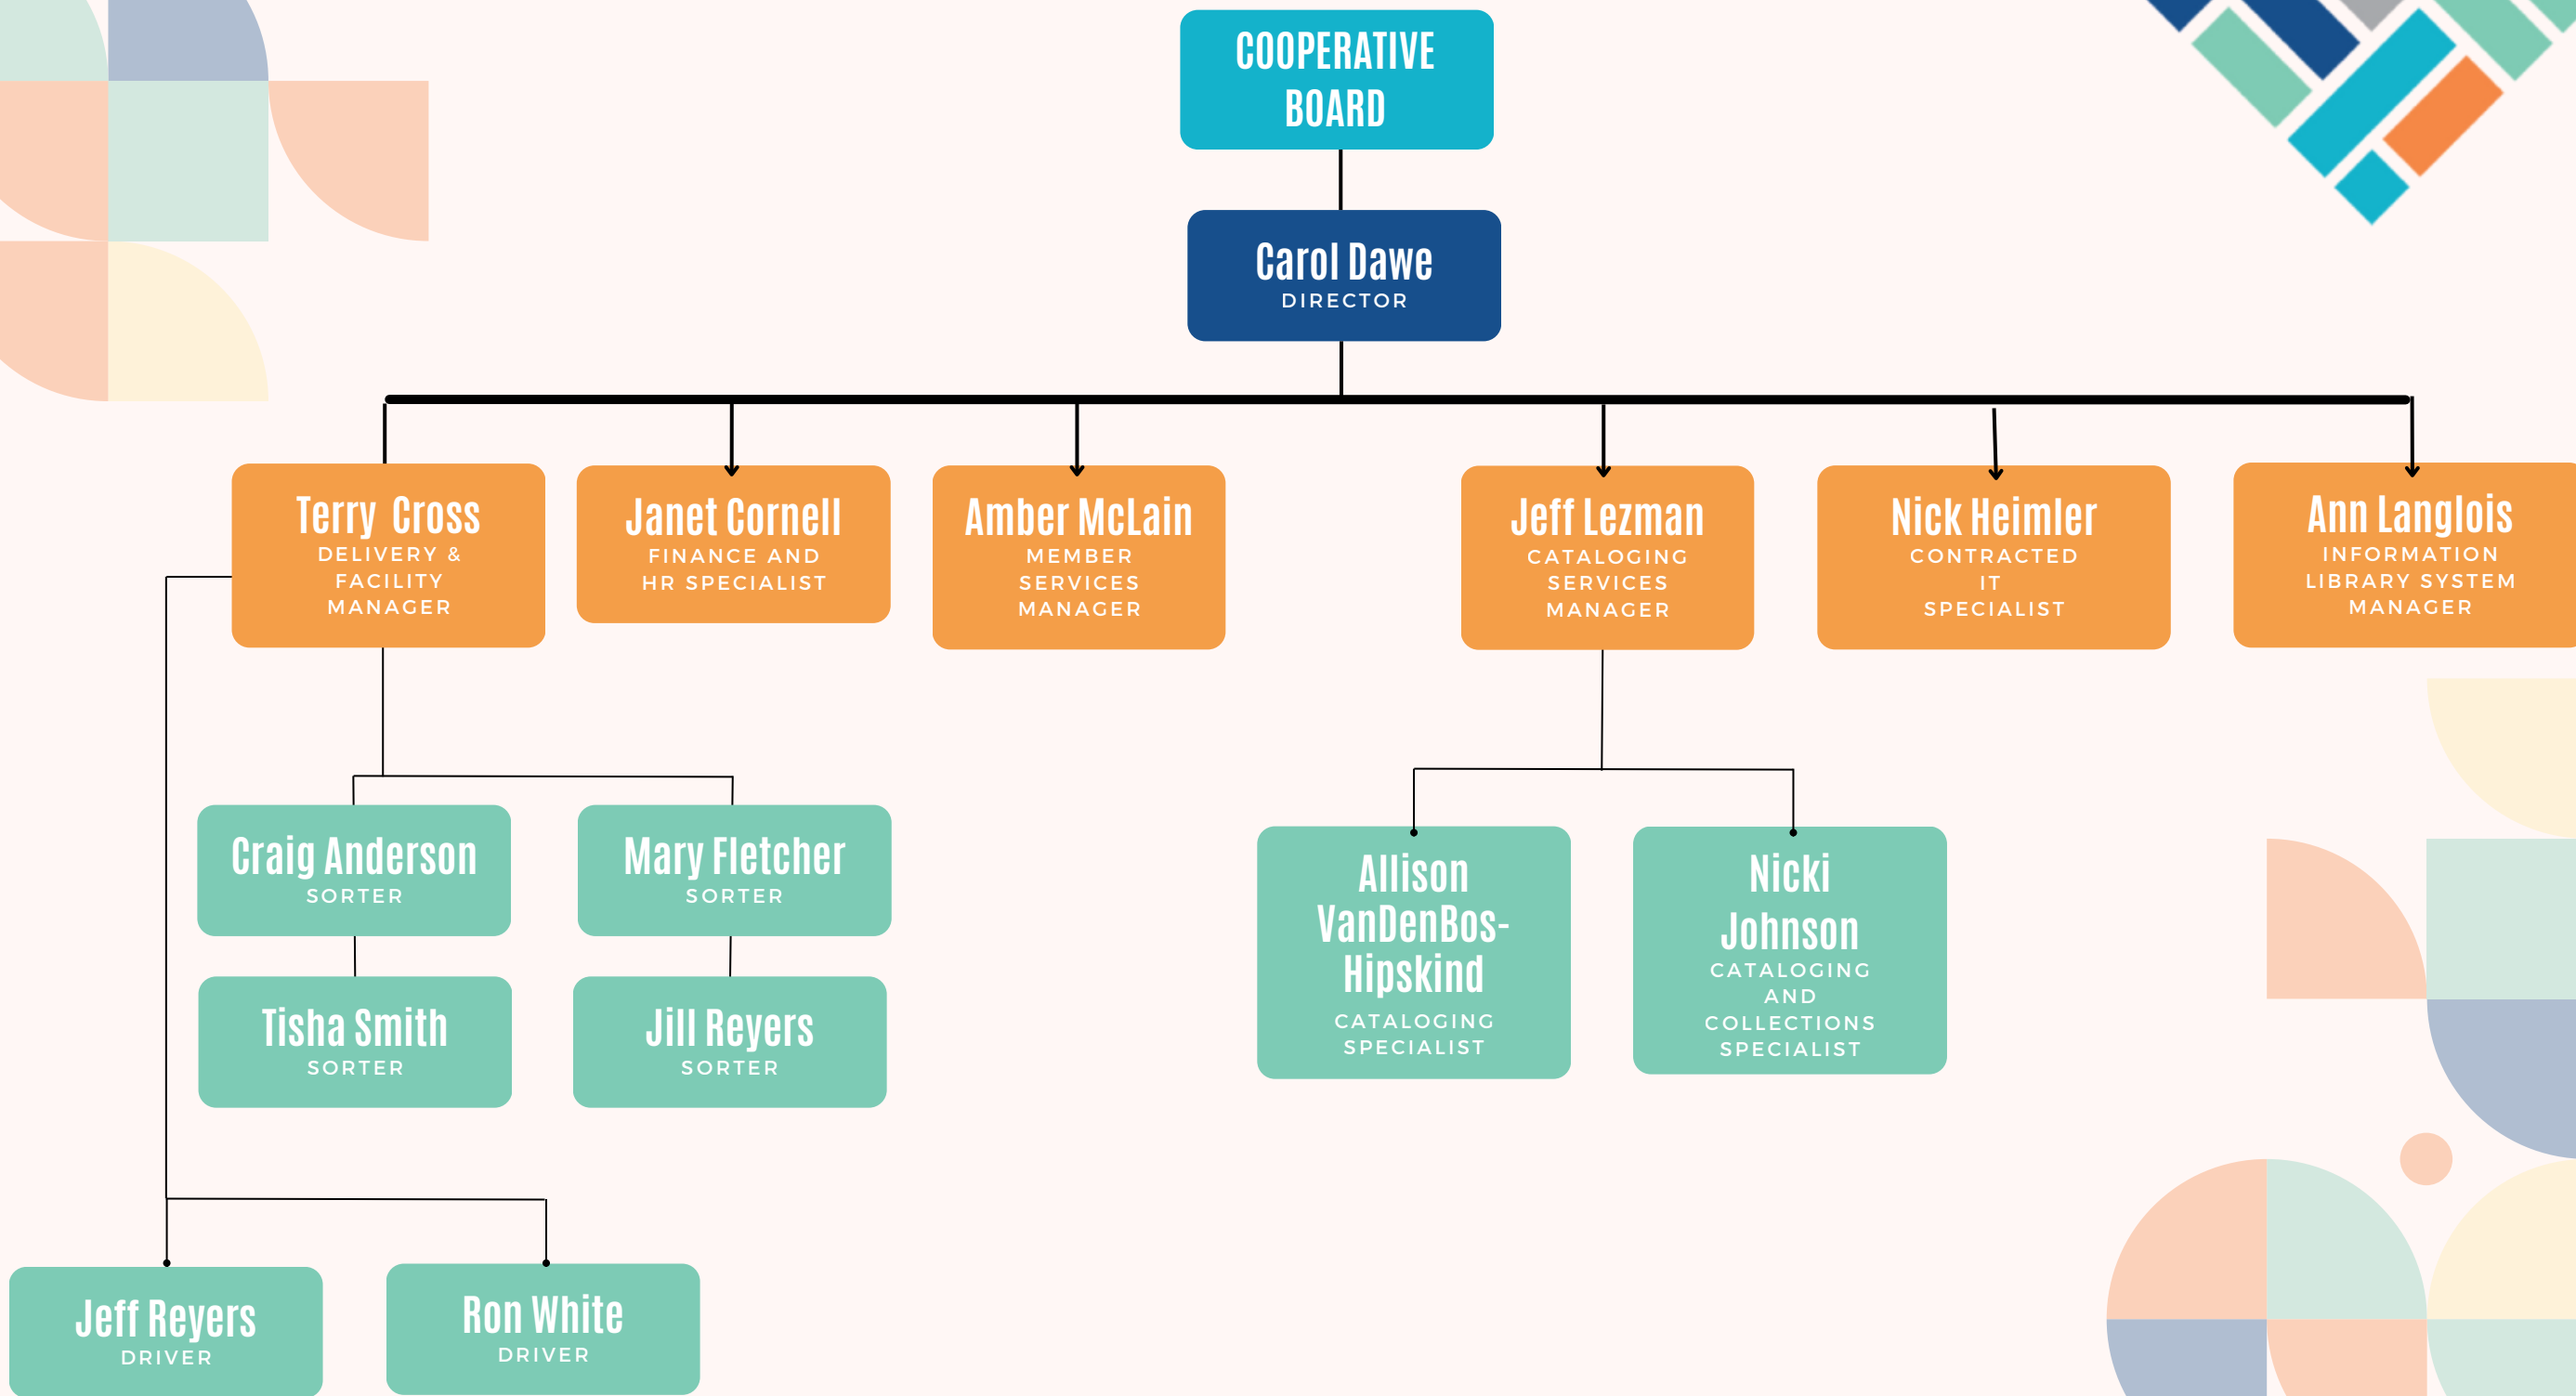 COOPERATIVE
BOARD
Carol Dawe
DIRECTOR
Terry Cross
DELIVERY &
FACILITY
MANAGER
Janet Cornell
FINANCE AND
HR SPECIALIST
Amber McLain
MEMBER
SERVICES
MANAGER
Jeff Lezman
CATALOGING
SERVICES
MANAGER
Nick Heimler
CONTRACTED
IT
SPECIALIST
Ann Langlois
INFORMATION
LIBRARY SYSTEM
MANAGER
Craig Anderson
SORTER
Mary Fletcher
SORTER
Allison
VanDenBos-
Hipskind
CATALOGING
SPECIALIST
Nicki
Johnson
CATALOGING
AND
COLLECTIONS
SPECIALIST
Tisha Smith
SORTER
Jill Reyers
SORTER
Jeff Reyers
DRIVER
Ron White
DRIVER